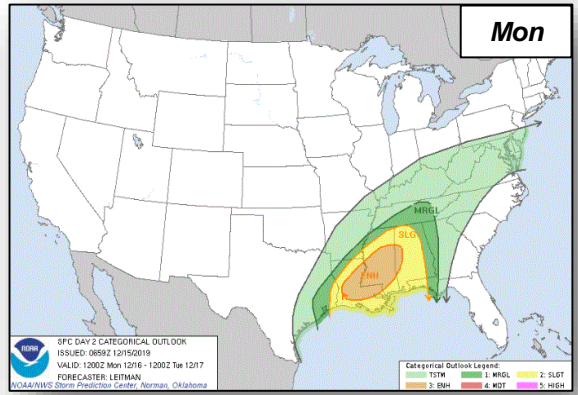 Mon
MRGL
SLG
ENH
NOAA
SPC DAY 2 CATEGORICAL OUTLOOK
ISSUED: 0659Z 12/15/2019
VALID: 1200Z Mon 12/16 - 1200Z Tue 12/17
FORECASTER: LEITMAN
NOAA/NWS Storm Prediction Center, Norman, Oklahoma
Categorical Outlook Legend:
TSTM 1: MRGL 2: SLGT
3: ENH 4: MDT 5: HIGH